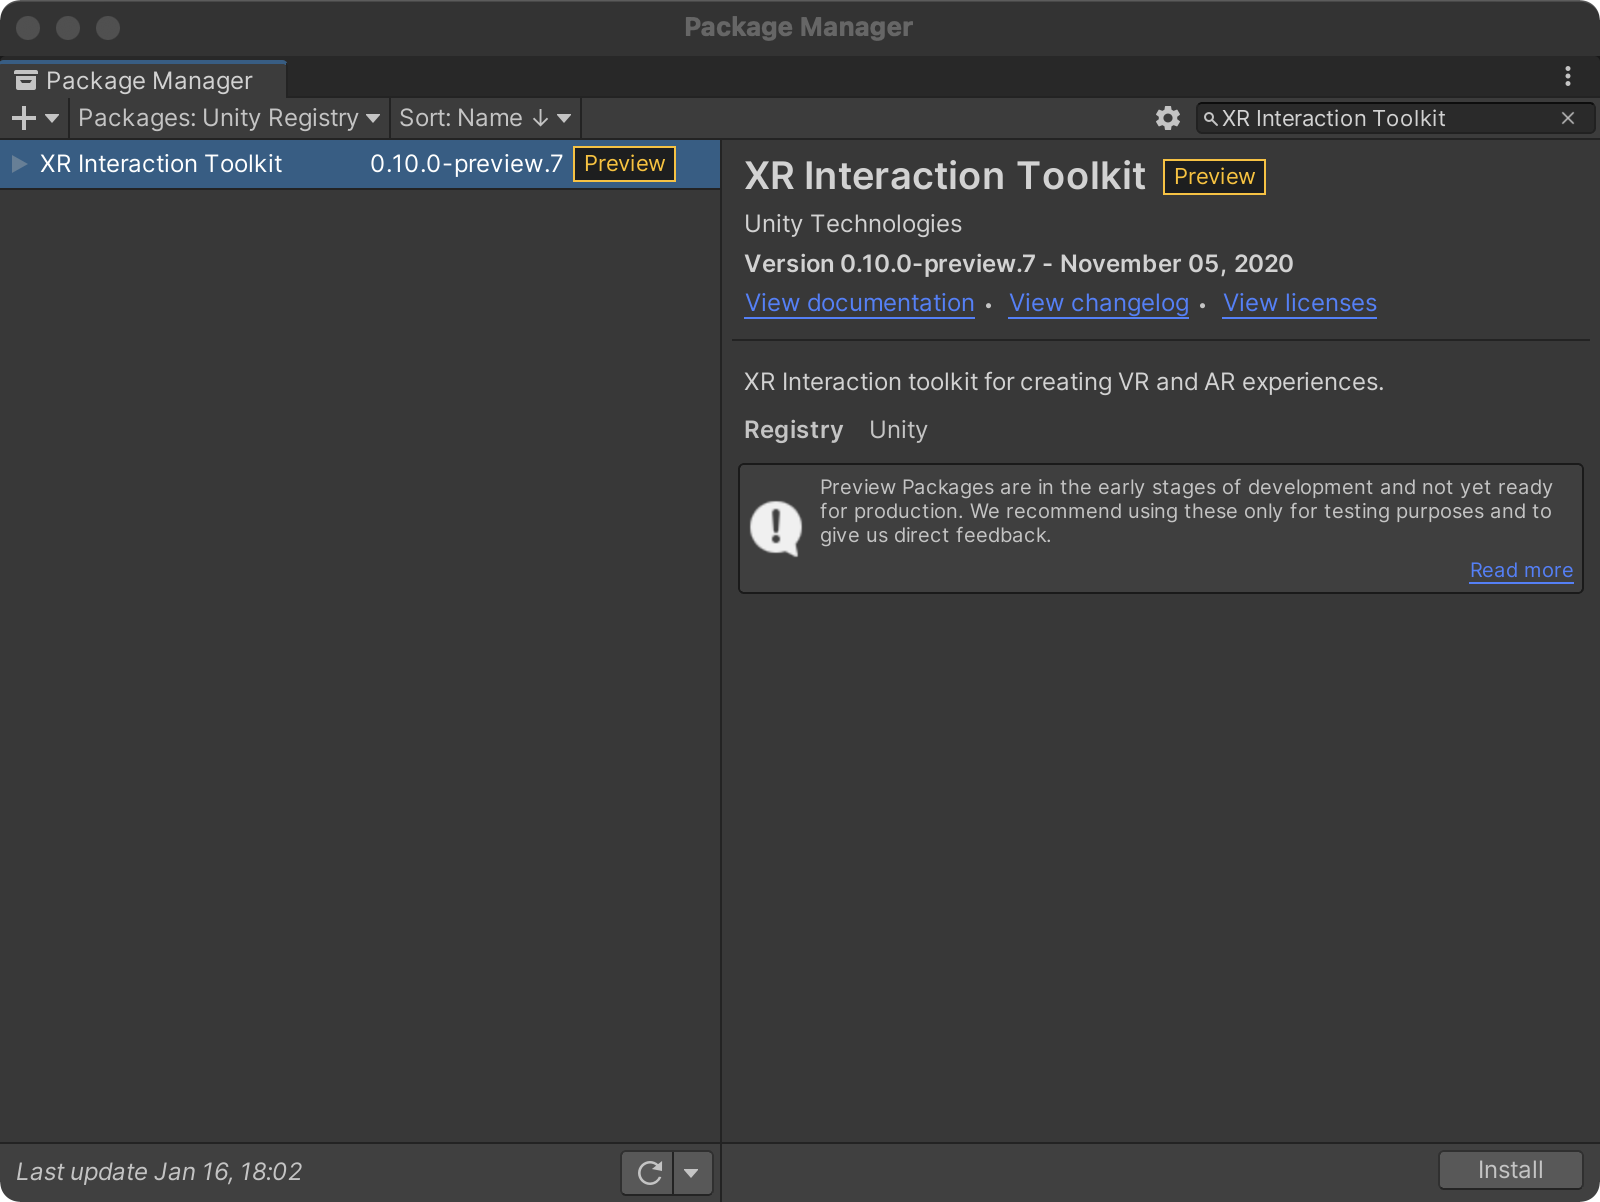 Package Manager
Package Manager
Packages: Unity Registry
Sort: Name ↓
XR Interaction Toolkit
XR Interaction Toolkit 0.10.0-preview.7 Preview
XR Interaction Toolkit Preview
Unity Technologies
Version 0.10.0-preview.7 - November 05, 2020
View documentation • View changelog • View licenses
XR Interaction toolkit for creating VR and AR experiences.
Registry Unity
Preview Packages are in the early stages of development and not yet ready
for production. We recommend using these only for testing purposes and to
give us direct feedback.
Read more
Last update Jan 16, 18:02
Install